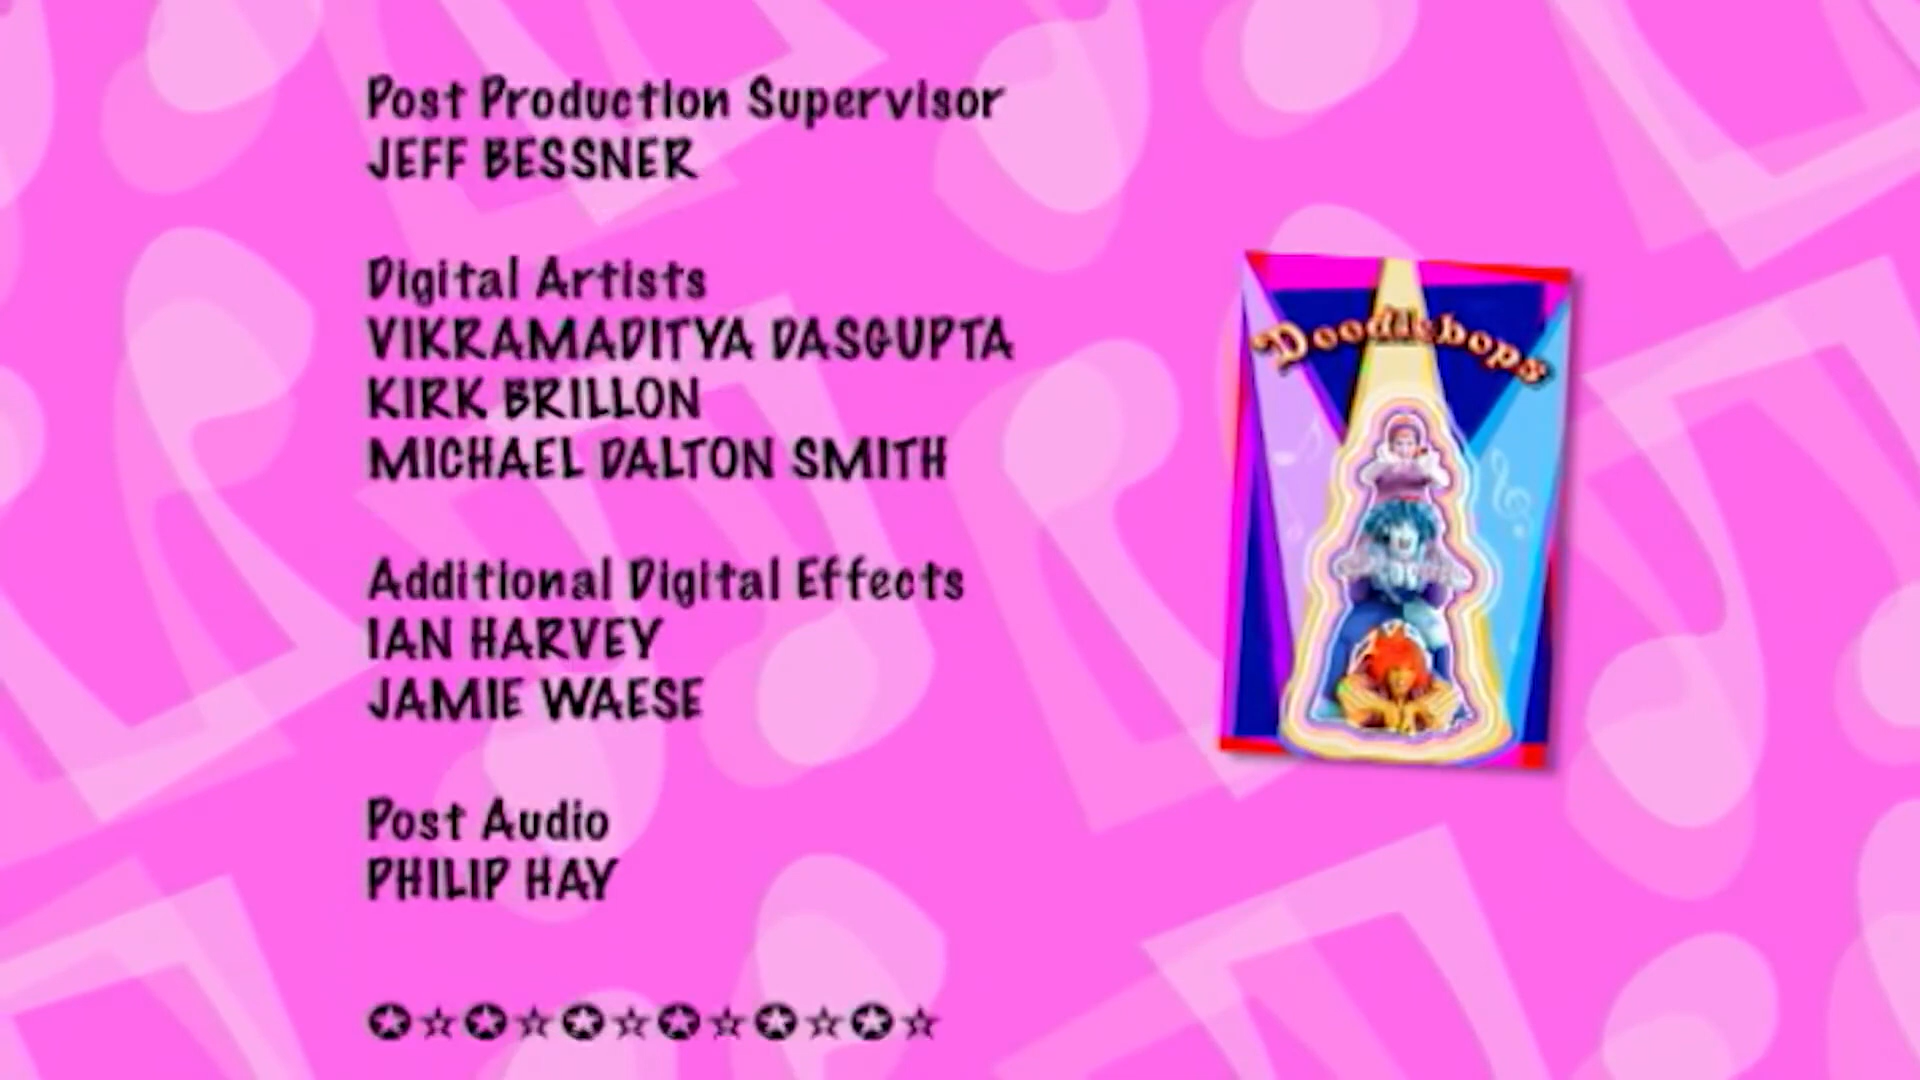 Post Production Supervisor
JEFF BESSNER
Digital Artists
VIKRAMADITYA DASGUPTA
KIRK BRILLON
MICHAEL DALTON SMITH
Additional Digital Effects
IAN HARVEY
JAMIE WAESE
Post Audio
PHILIP HAY
✪☆✪☆✪☆✪☆✪☆✪☆
Doodlebops